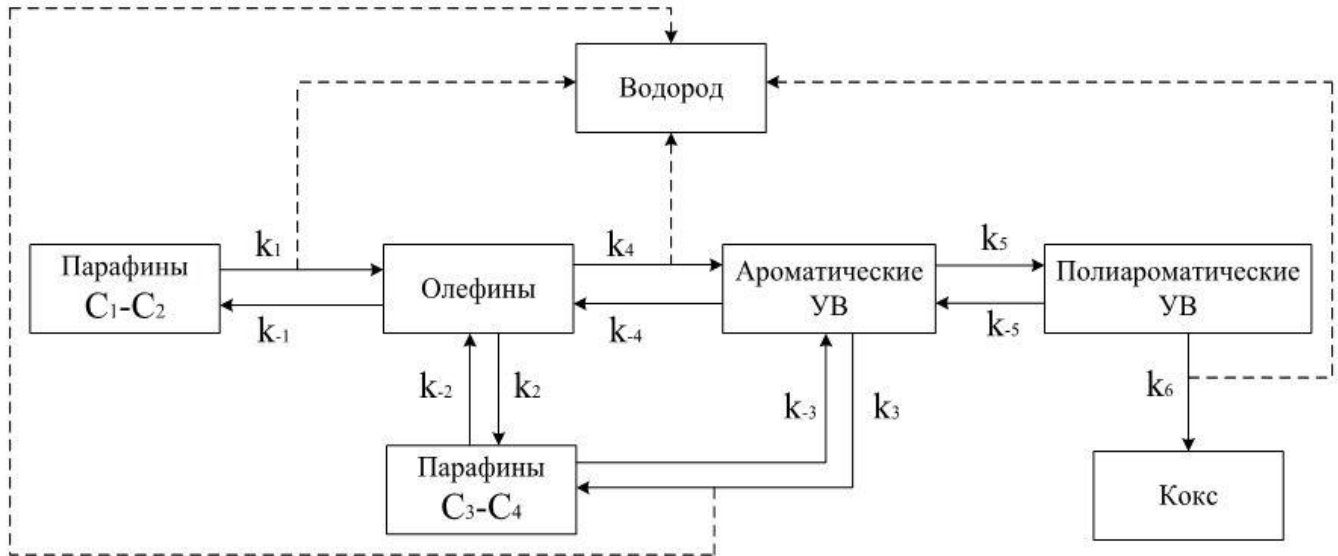 Водород
k₁
k₄
k₅
Парафины
C₁-C₂
Олефины
Ароматические
УВ
Полиароматические
УВ
k₋₁
k₋₄
k₋₅
k₋₂
k₂
k₋₃
k₃
k₆
Парафины
C₃-C₄
Кокс